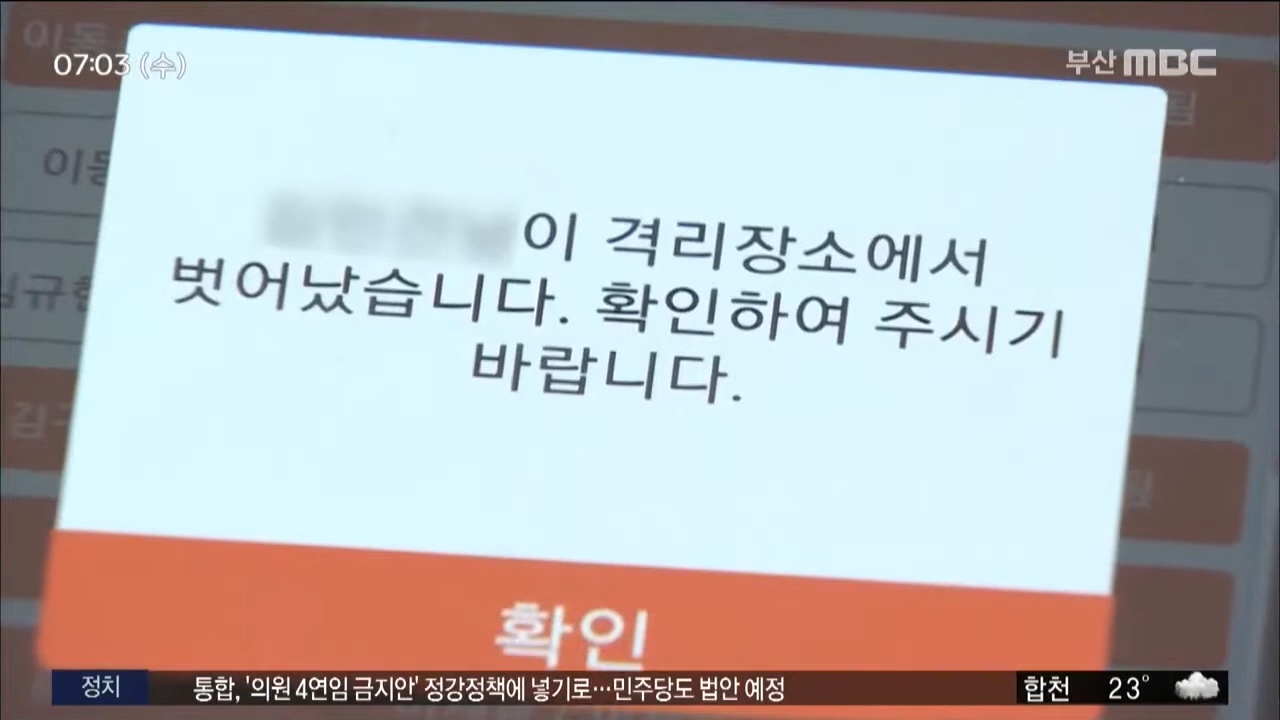 07:03 (수)
부산 MBC
이 격리장소에서
벗어났습니다. 확인하여 주시기
바랍니다.
확인
정치
통합, '의원 4연임 금지안' 정강정책에 넣기로…민주당도 법안 예정
합천 23°